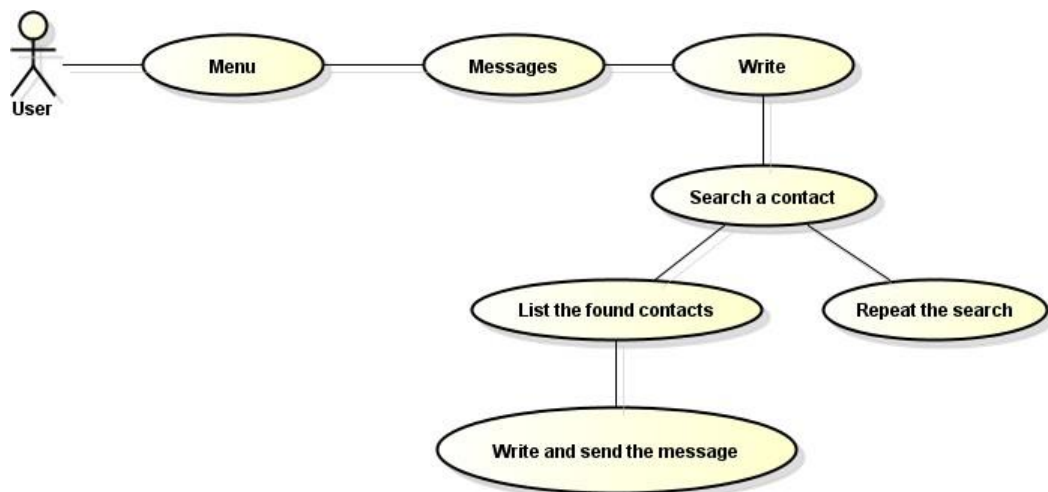 Menu
Messages
Write
User
Search a contact
List the found contacts
Repeat the search
Write and send the message